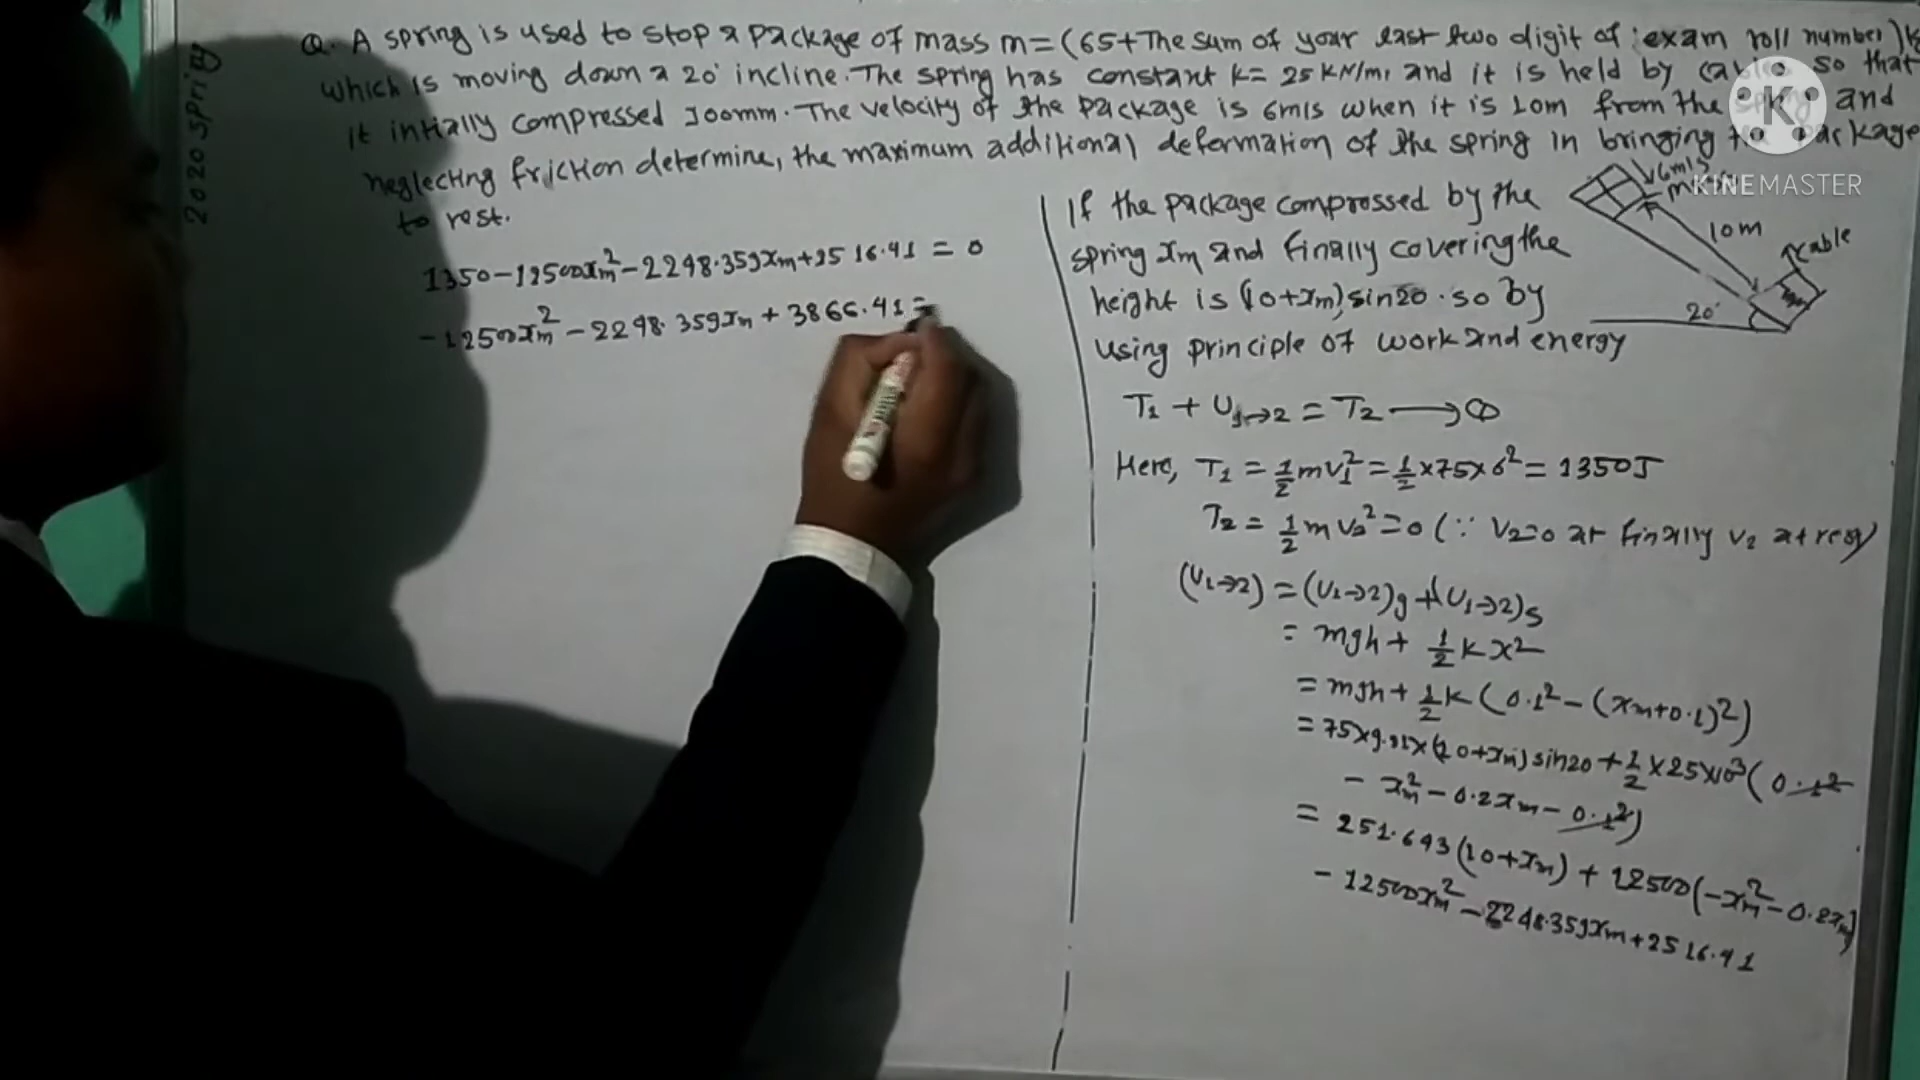 2020 spring
Q. A spring is used to stop a package of mass m = (65 + The sum of your last two digit of exam roll number) k
which is moving down a 20° incline. The spring has constant k = 25 KN/m, and it is held by so that
it intially compressed 100mm. The velocity of the package is 6m/s when it is 10m from the and
neglecting friction determine, the maximum additional deformation of the spring in bringing package
to rest.
1350 - 12500xm² - 2248.359xm + 2516.41 = 0
- 12500xm² - 2248.359xm + 3866.41 =
If the package compressed by the
spring xm and finally covering the
height is (10+xm) sin20. so by
using principle of work and energy
T1 + U1→2 = T2 → ①
Here, T1 = 1/2 mv1² = 1/2 × 75 × 6² = 1350J
T2 = 1/2 m v2² = 0 (∵ V2=0 at finally v2 at rest)
(U1→2) = (U1→2)g + (U1→2)s
= mgh + 1/2 k x²
= mgh + 1/2 k (0.1² - (xm+0.1)²)
= 75×9.81×(10+xm) sin20 + 1/2 × 25×10³ (0.1²
- xm² - 0.2xm - 0.1²)
= 251.643 (10+xm) + 12500 (-xm² - 0.2xm)
- 12500xm² - 2248.359xm + 2516.41
6m/s
10m
cable
20°
K
KINEMASTER